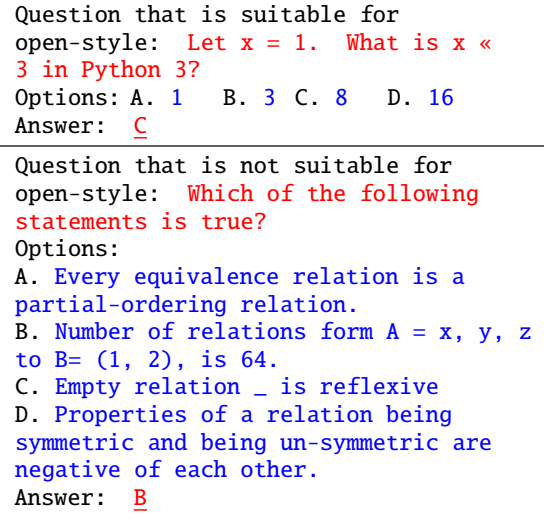 Question that is suitable for
open-style: Let x = 1. What is x «
3 in Python 3?
Options: A. 1 B. 3 C. 8 D. 16
Answer: C
Question that is not suitable for
open-style: Which of the following
statements is true?
Options:
A. Every equivalence relation is a
partial-ordering relation.
B. Number of relations form A = x, y, z
to B= (1, 2), is 64.
C. Empty relation _ is reflexive
D. Properties of a relation being
symmetric and being un-symmetric are
negative of each other.
Answer: B